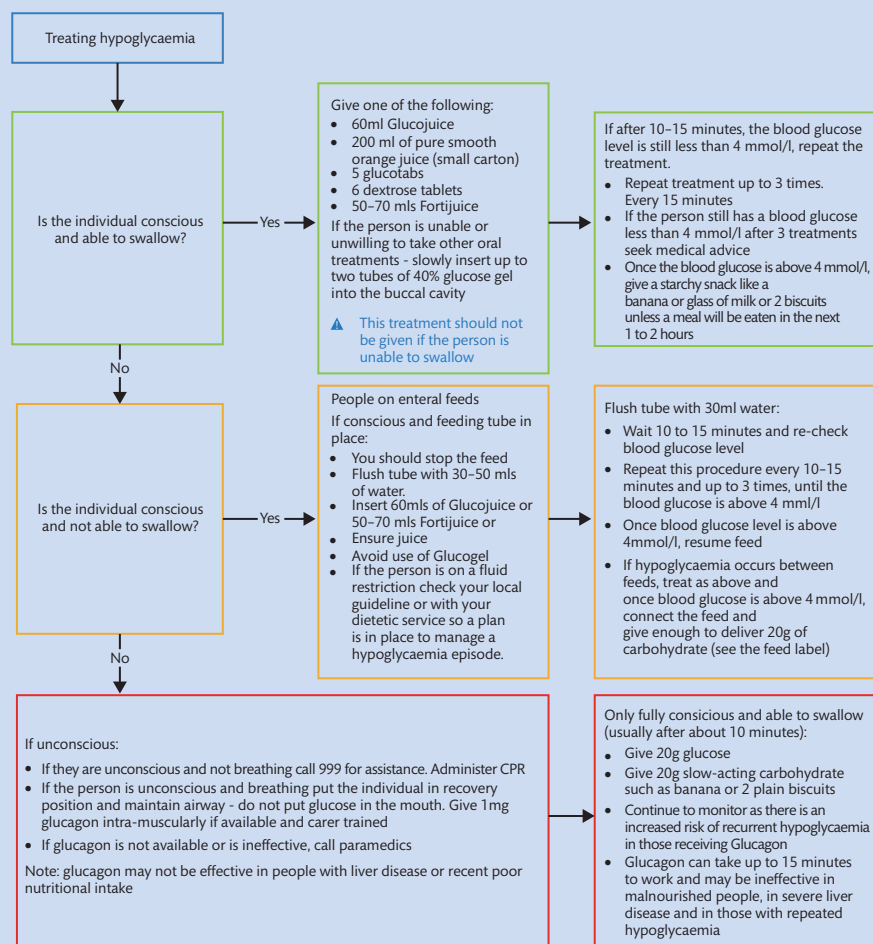 Treating hypoglycaemia
Is the individual conscious
and able to swallow?
Yes
Give one of the following:
• 60ml Glucojuice
• 200 ml of pure smooth
orange juice (small carton)
• 5 glucotabs
• 6 dextrose tablets
• 50–70 mls Fortijuice
If the person is unable or
unwilling to take other oral
treatments - slowly insert up to
two tubes of 40% glucose gel
into the buccal cavity
This treatment should not
be given if the person is
unable to swallow
If after 10–15 minutes, the blood glucose
level is still less than 4 mmol/l, repeat the
treatment.
• Repeat treatment up to 3 times.
Every 15 minutes
• If the person still has a blood glucose
less than 4 mmol/l after 3 treatments
seek medical advice
• Once the blood glucose is above 4 mmol/l,
give a starchy snack like a
banana or glass of milk or 2 biscuits
unless a meal will be eaten in the next
1 to 2 hours
No
Is the individual conscious
and not able to swallow?
Yes
People on enteral feeds
If conscious and feeding tube in
place:
• You should stop the feed
• Flush tube with 30–50 mls
of water.
• Insert 60mls of Glucojuice or
50–70 mls Fortijuice or
• Ensure juice
• Avoid use of Glucogel
• If the person is on a fluid
restriction check your local
guideline or with your
dietetic service so a plan
is in place to manage a
hypoglycaemia episode.
Flush tube with 30ml water:
• Wait 10 to 15 minutes and re-check
blood glucose level
• Repeat this procedure every 10–15
minutes and up to 3 times, until the
blood glucose is above 4 mml/l
• Once blood glucose level is above
4mmol/l, resume feed
• If hypoglycaemia occurs between
feeds, treat as above and
once blood glucose is above 4 mmol/l,
connect the feed and
give enough to deliver 20g of
carbohydrate (see the feed label)
No
If unconscious:
• If they are unconscious and not breathing call 999 for assistance. Administer CPR
• If the person is unconscious and breathing put the individual in recovery
position and maintain airway - do not put glucose in the mouth. Give 1mg
glucagon intra-muscularly if available and carer trained
• If glucagon is not available or is ineffective, call paramedics
Note: glucagon may not be effective in people with liver disease or recent poor
nutritional intake
Only fully consicious and able to swallow
(usually after about 10 minutes):
• Give 20g glucose
• Give 20g slow-acting carbohydrate
such as banana or 2 plain biscuits
• Continue to monitor as there is an
increased risk of recurrent hypoglycaemia
in those receiving Glucagon
• Glucagon can take up to 15 minutes
to work and may be ineffective in
malnourished people, in severe liver
disease and in those with repeated
hypoglycaemia